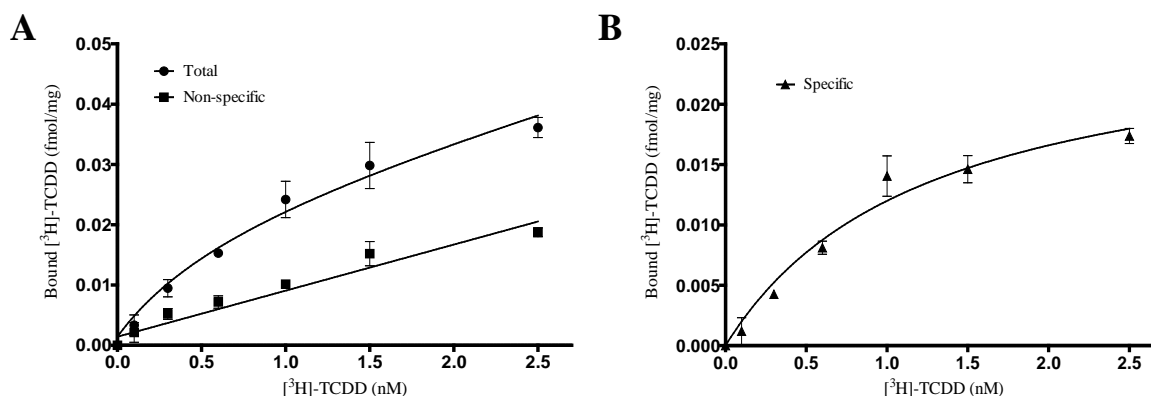 A
Bound [³H]-TCDD (fmol/mg)
0.05
0.04
0.03
0.02
0.01
0.00
Total
Non-specific
0.0 0.5 1.0 1.5 2.0 2.5
[³H]-TCDD (nM)
B
Bound [³H]-TCDD (fmol/mg)
0.025
0.020
0.015
0.010
0.005
0.000
Specific
0.0 0.5 1.0 1.5 2.0 2.5
[³H]-TCDD (nM)